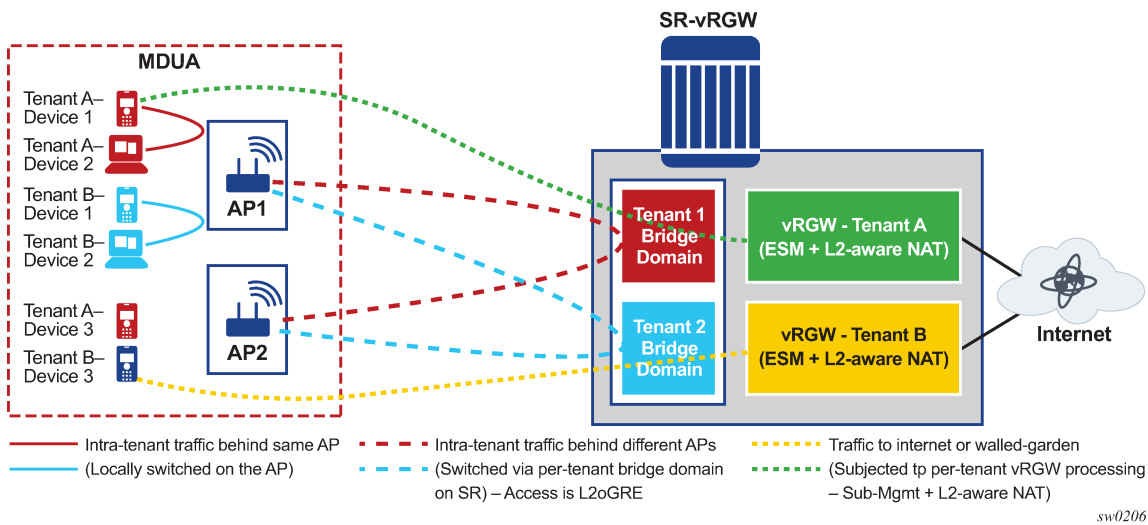 SR-vRGW
MDUA
Tenant A–
Device 1
Tenant A–
Device 2
Tenant B–
Device 1
Tenant B–
Device 2
AP1
Tenant A–
Device 3
Tenant B–
Device 3
AP2
Tenant 1
Bridge
Domain
Tenant 2
Bridge
Domain
vRGW - Tenant A
(ESM + L2-aware NAT)
vRGW - Tenant B
(ESM + L2-aware NAT)
Internet
Intra-tenant traffic behind same AP
(Locally switched on the AP)
Intra-tenant traffic behind different APs
(Switched via per-tenant bridge domain
on SR) – Access is L2oGRE
Traffic to internet or walled-garden
(Subjected tp per-tenant vRGW processing
– Sub-Mgmt + L2-aware NAT)
sw0206